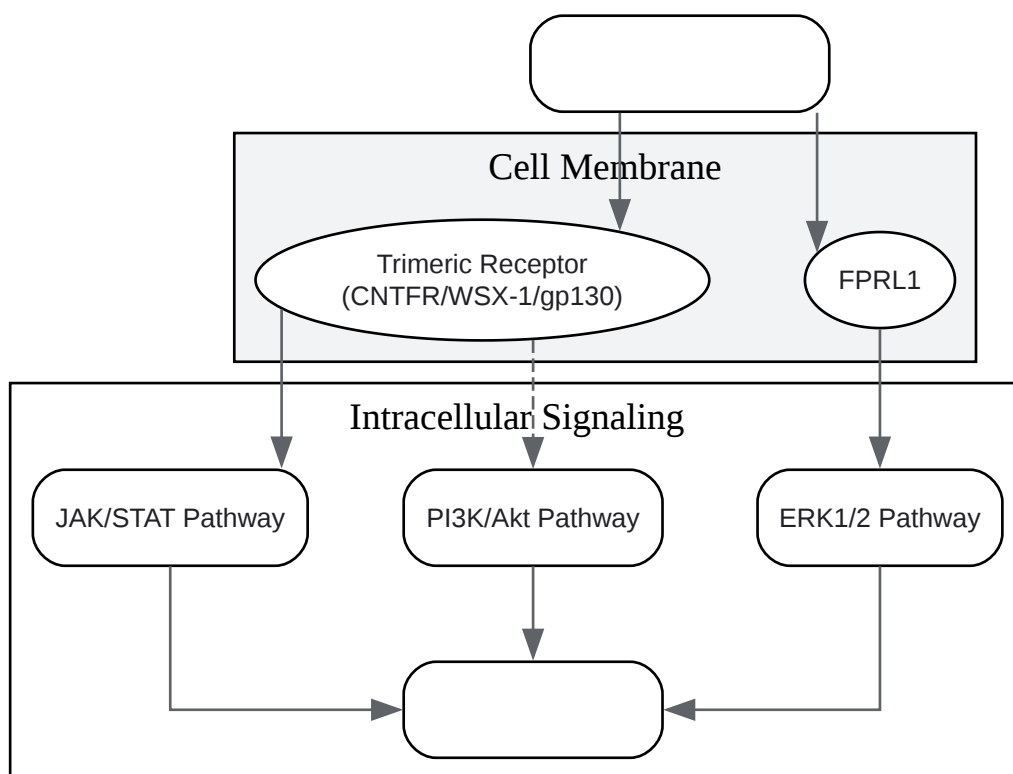 Cell Membrane
Trimeric Receptor
(CNTFR/WSX-1/gp130)
FPRL1
Intracellular Signaling
JAK/STAT Pathway
PI3K/Akt Pathway
ERK1/2 Pathway